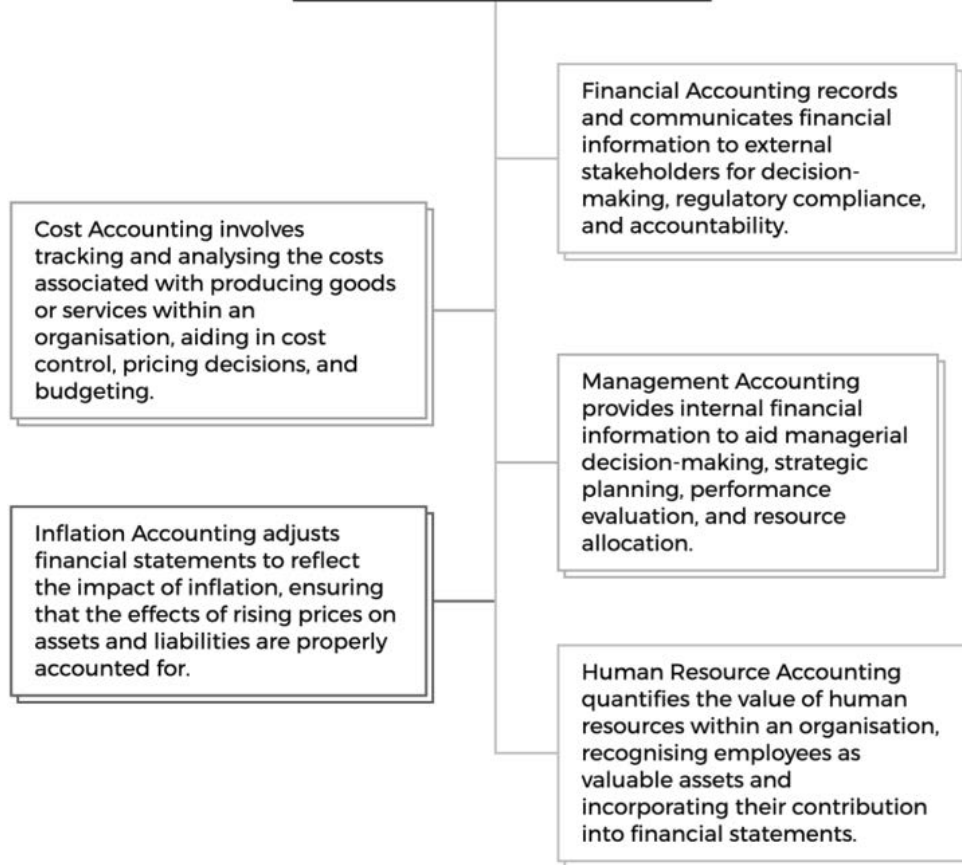 Financial Accounting records
and communicates financial
information to external
stakeholders for decision-
making, regulatory compliance,
and accountability.
Cost Accounting involves
tracking and analysing the costs
associated with producing goods
or services within an
organisation, aiding in cost
control, pricing decisions, and
budgeting.
Management Accounting
provides internal financial
information to aid managerial
decision-making, strategic
planning, performance
evaluation, and resource
allocation.
Inflation Accounting adjusts
financial statements to reflect
the impact of inflation, ensuring
that the effects of rising prices on
assets and liabilities are properly
accounted for.
Human Resource Accounting
quantifies the value of human
resources within an organisation,
recognising employees as
valuable assets and
incorporating their contribution
into financial statements.